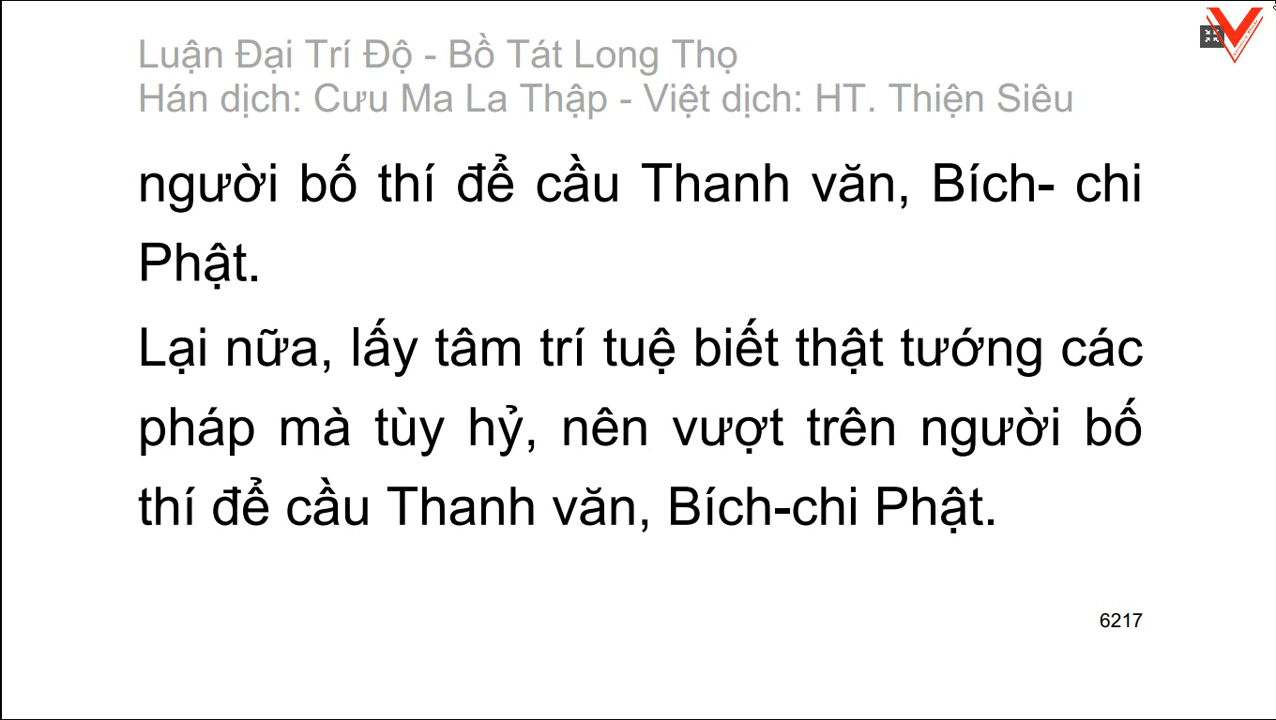 Luận Đại Trí Độ - Bồ Tát Long Thọ
Hán dịch: Cưu Ma La Thập - Việt dịch: HT. Thiện Siêu
người bố thí để cầu Thanh văn, Bích- chi
Phật.
Lại nữa, lấy tâm trí tuệ biết thật tướng các
pháp mà tùy hỷ, nên vượt trên người bố
thí để cầu Thanh văn, Bích-chi Phật.
6217